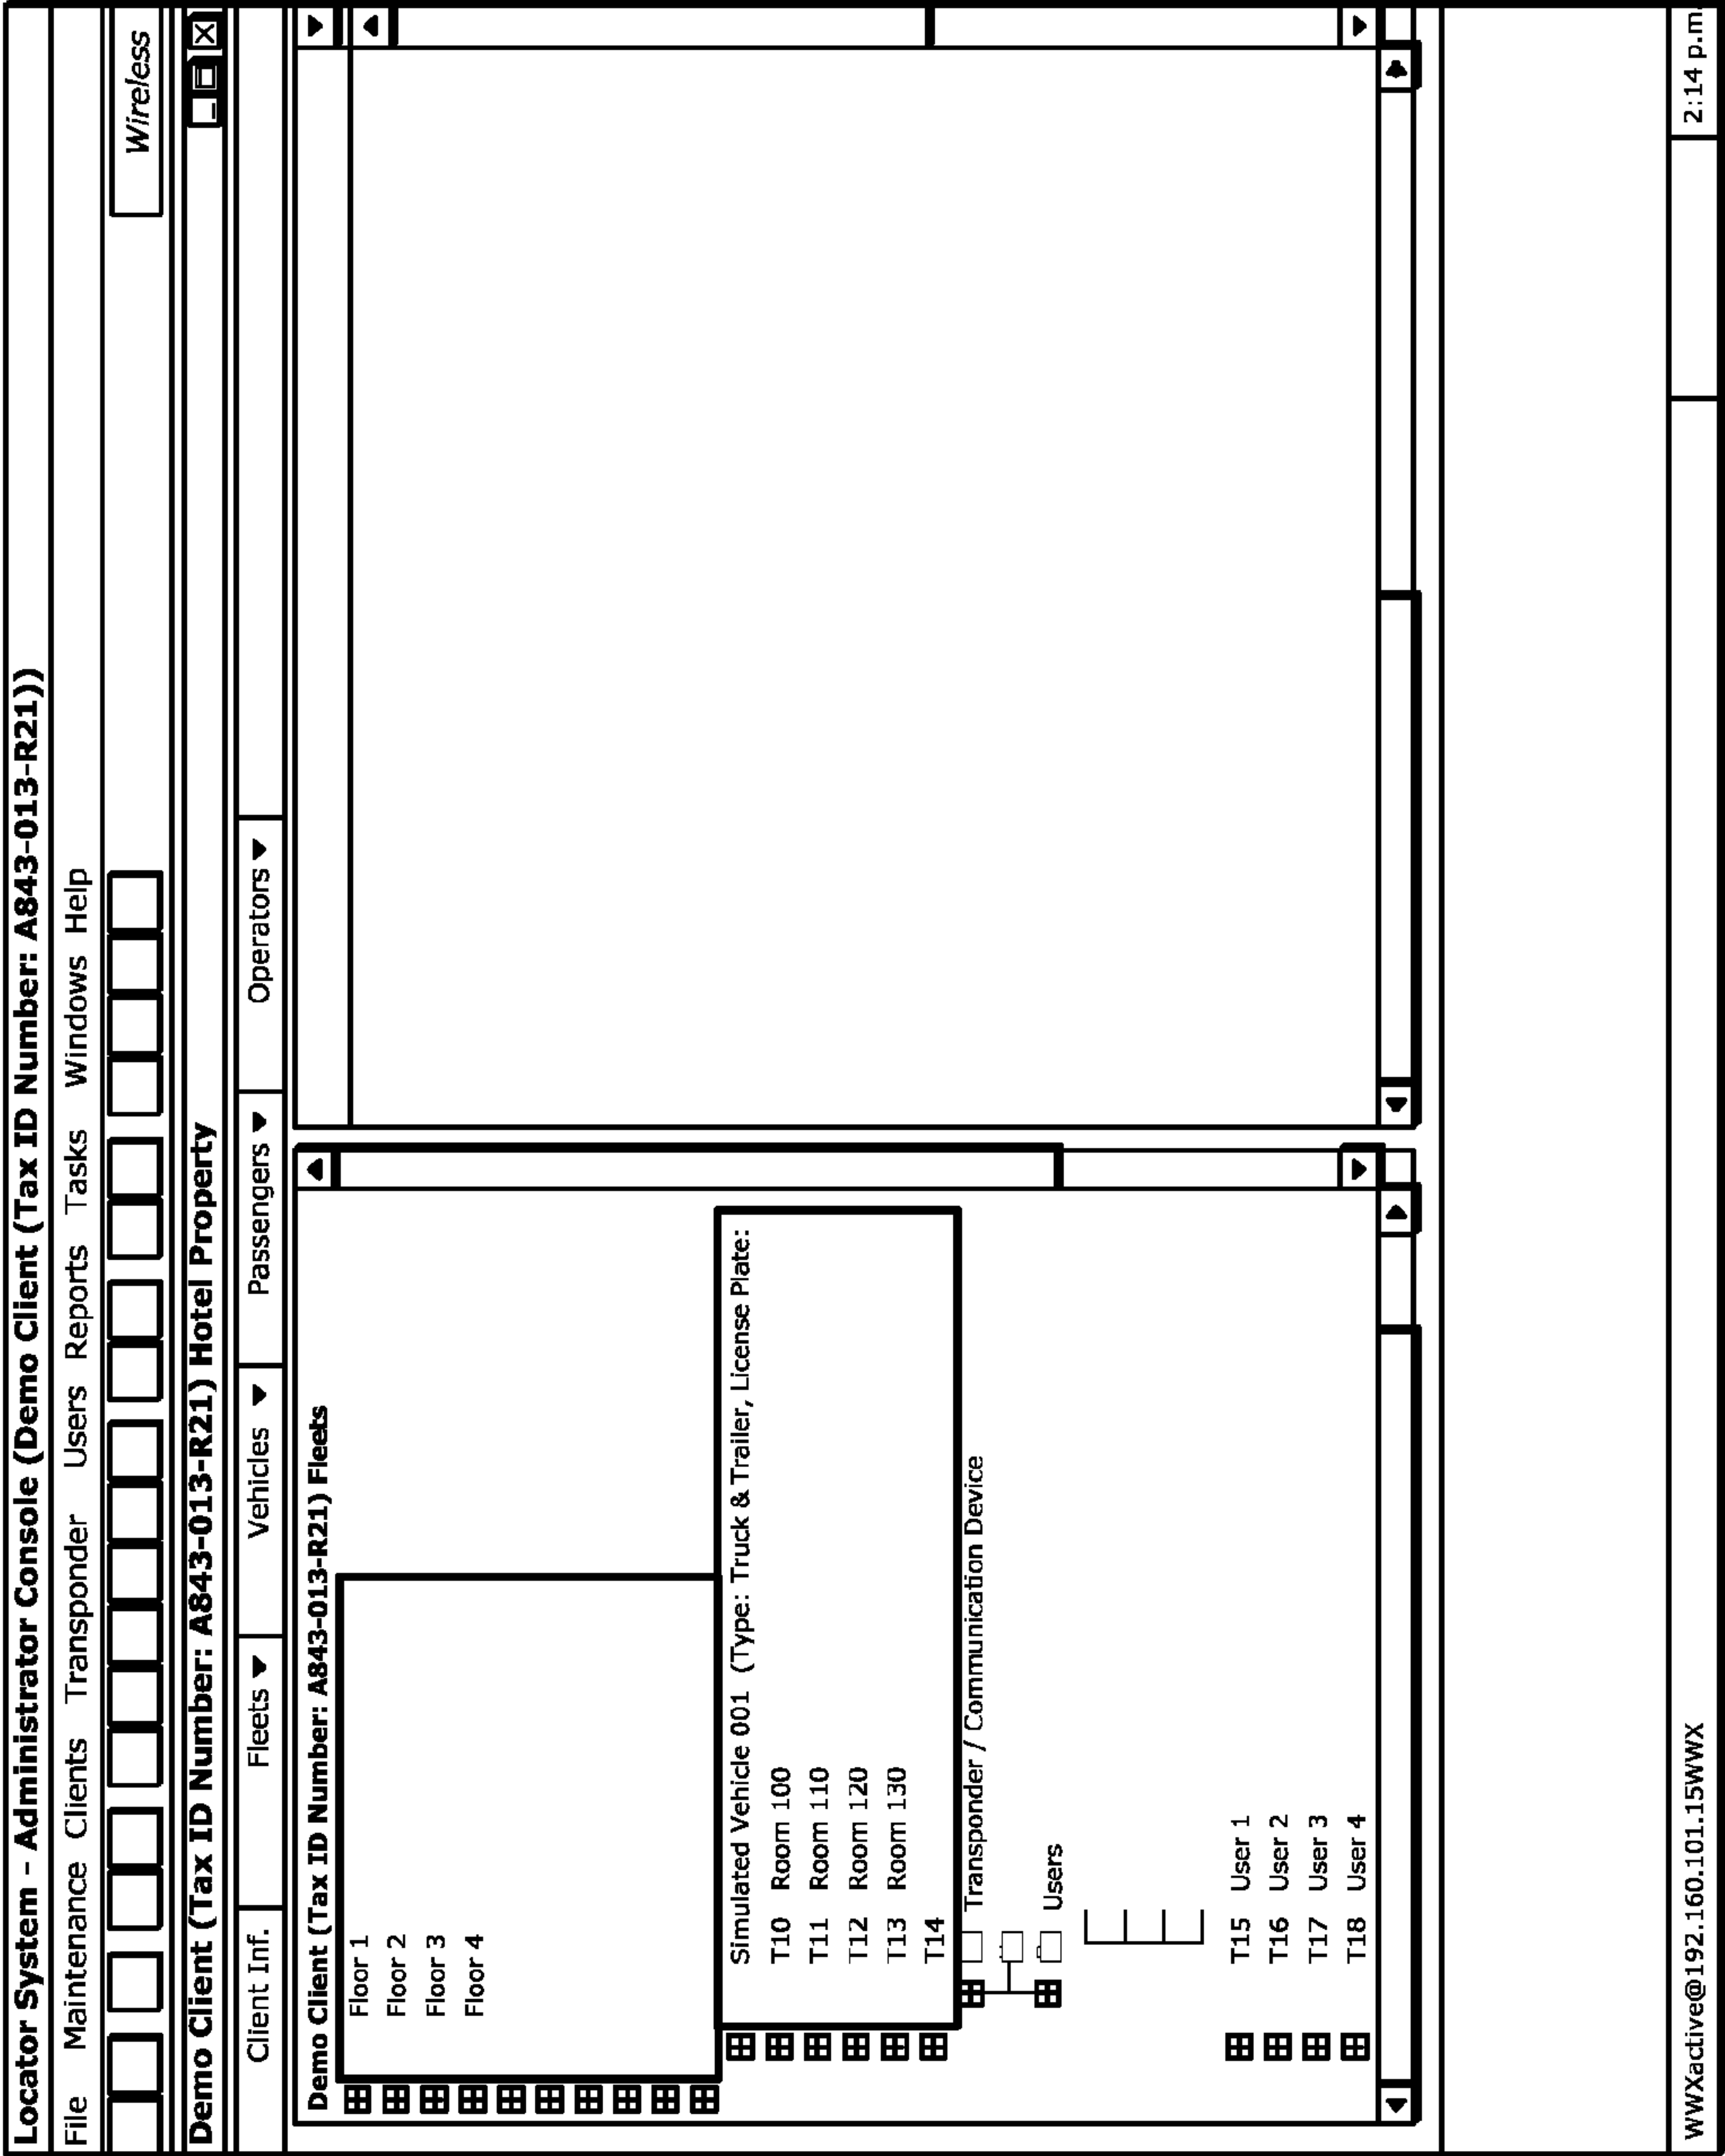 Locator System - Administrator Console (Demo Client (Tax ID Number: A843-013-R21))
File Maintenance Clients Transponder Users Reports Tasks Windows Help
Wireless
Demo Client (Tax ID Number: A843-013-R21) Hotel Property
Client Inf. Fleets Vehicles Passengers Operators
Demo Client (Tax ID Number: A843-013-R21) Fleets
Floor 1
Floor 2
Floor 3
Floor 4
Simulated Vehicle 001 (Type: Truck & Trailer, License Plate:
T10 Room 100
T11 Room 110
T12 Room 120
T13 Room 130
T14
Transponder / Communication Device
Users
T15 User 1
T16 User 2
T17 User 3
T18 User 4
WWXactive@192.160.101.15WWX 2:14 p.m.